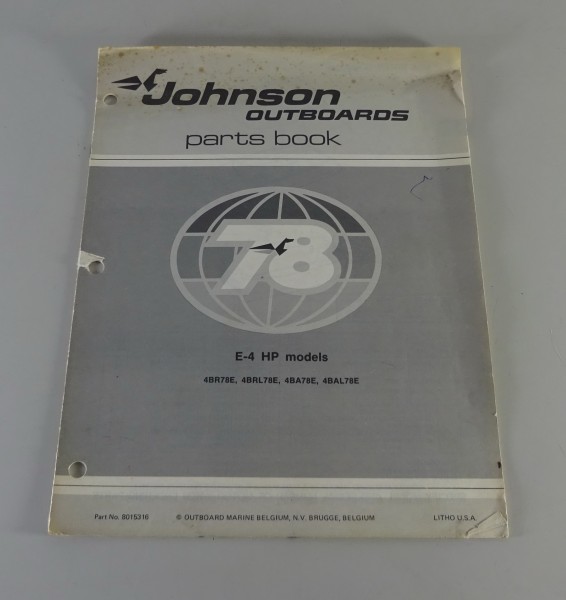 Johnson
OUTBOARDS
parts book
78
E-4 HP models
4BR78E, 4BRL78E, 4BA78E, 4BAL78E
Part No. 8015316 © OUTBOARD MARINE BELGIUM, N.V. BRUGGE, BELGIUM LITHO U.S.A.